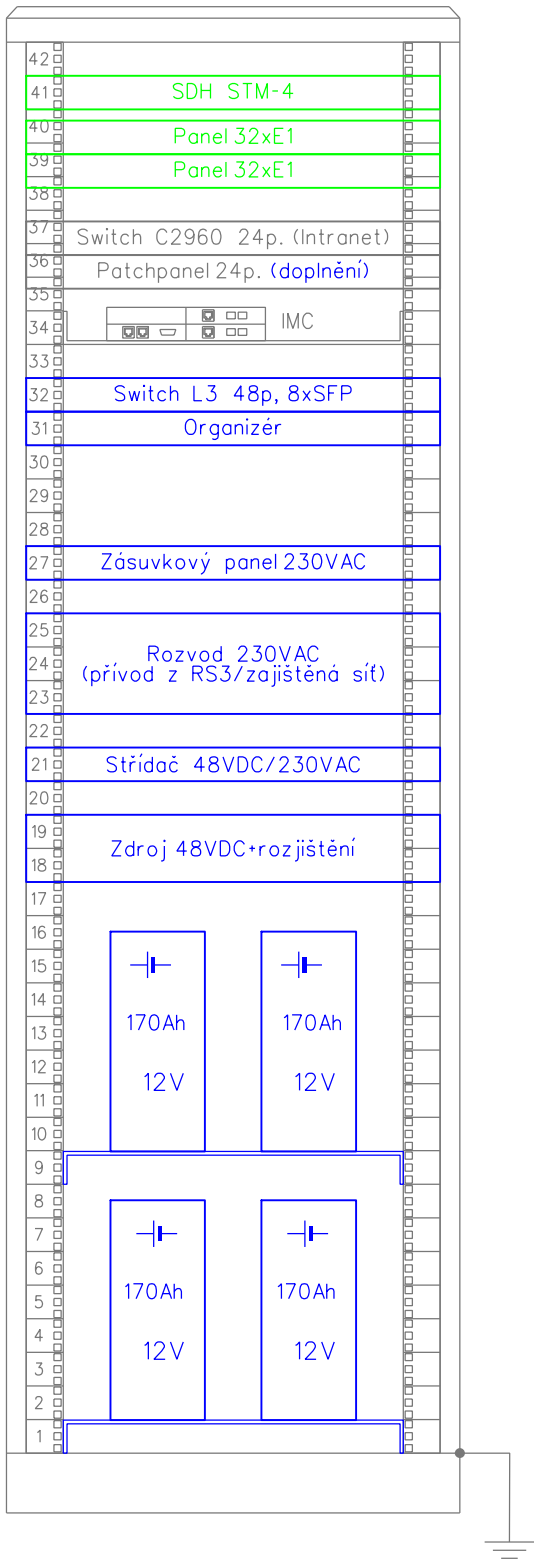 42
41 SDH STM-4
40 Panel 32xE1
39 Panel 32xE1
38
37 Switch C2960 24p. (Intranet)
36 Patchpanel 24p. (doplnění)
35
34 IMC
33
32 Switch L3 48p, 8xSFP
31 Organizér
30
29
28
27 Zásuvkový panel 230VAC
26
25
Rozvod 230VAC
24 (přívod z RS3/zajištěná síť)
23
22
21 Střídač 48VDC/230VAC
20
19
Zdroj 48VDC+rozjištění
18
17
16
15
14
13 170Ah 170Ah
12 12V 12V
11
10
9
8
7
6
5 170Ah 170Ah
4 12V 12V
3
2
1